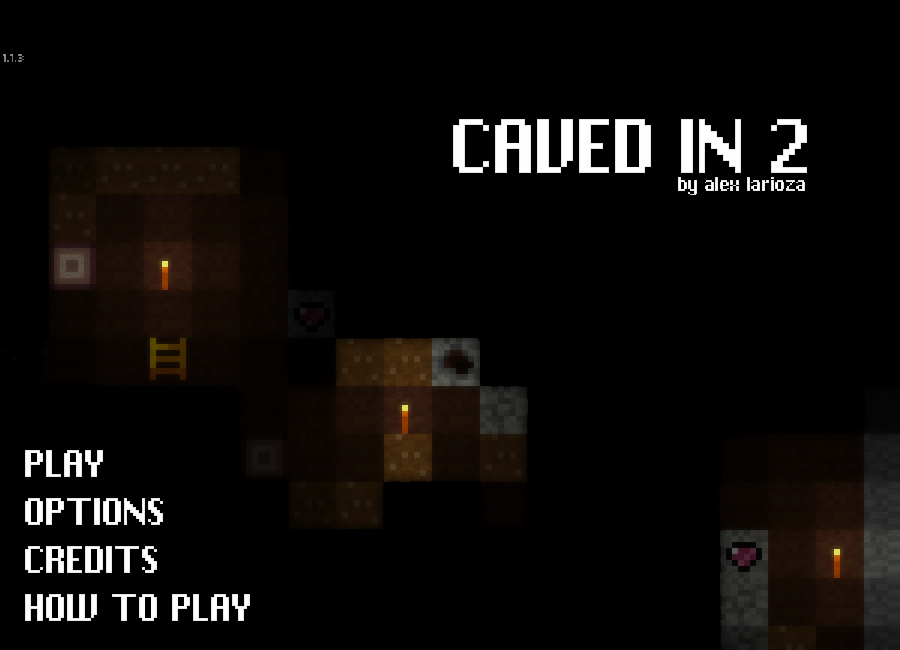 1.1.3
CAVED IN 2
by alex larioza
PLAY
OPTIONS
CREDITS
HOW TO PLAY